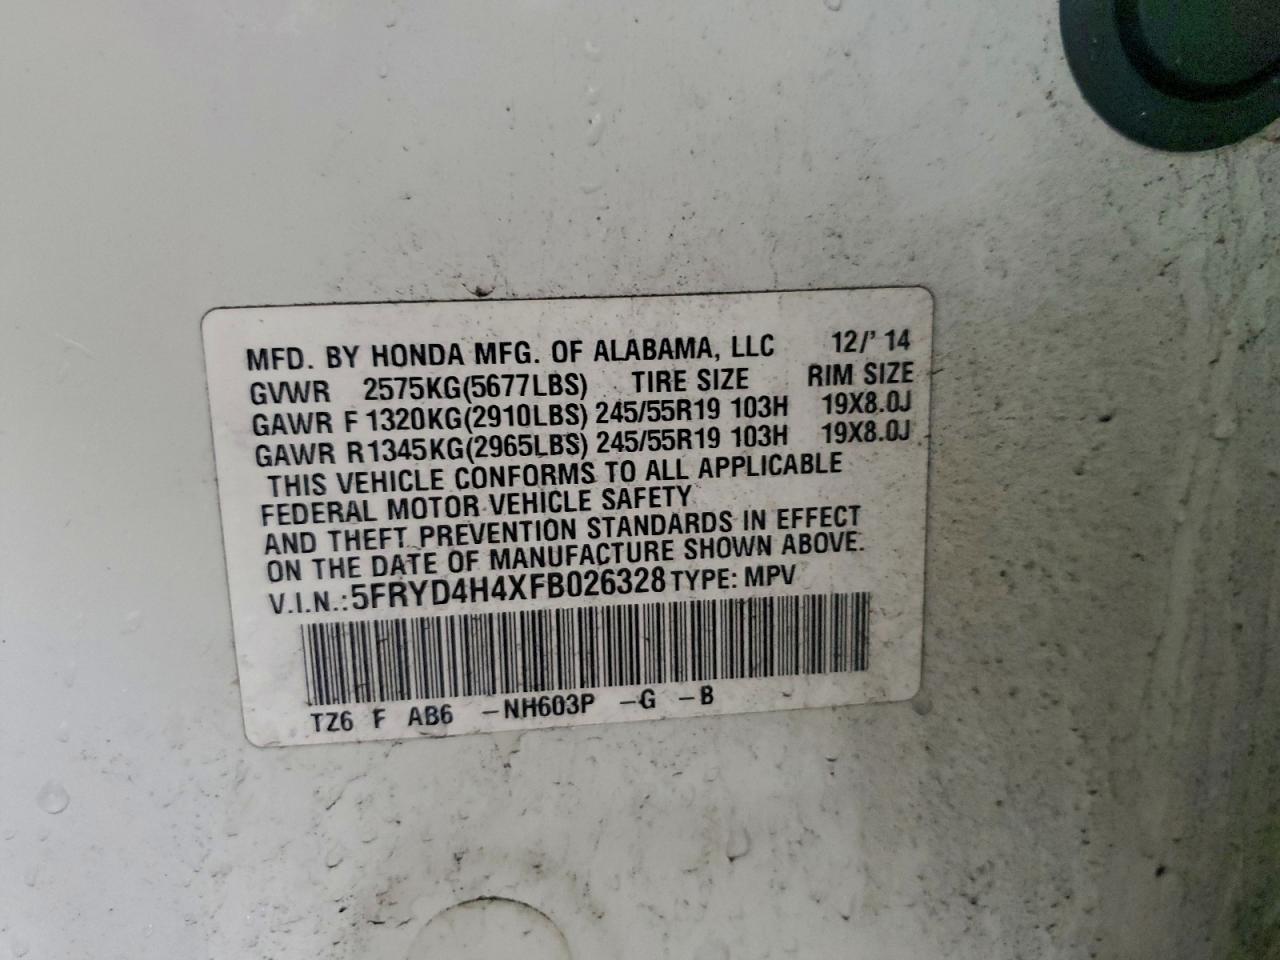 MFD. BY HONDA MFG. OF ALABAMA, LLC 12/' 14
GVWR 2575KG(5677LBS) TIRE SIZE RIM SIZE
GAWR F 1320KG(2910LBS) 245/55R19 103H 19X8.0J
GAWR R 1345KG(2965LBS) 245/55R19 103H 19X8.0J
THIS VEHICLE CONFORMS TO ALL APPLICABLE
FEDERAL MOTOR VEHICLE SAFETY
AND THEFT PREVENTION STANDARDS IN EFFECT
ON THE DATE OF MANUFACTURE SHOWN ABOVE.
V.I.N.: 5FRYD4H4XFB026328 TYPE: MPV
TZ6 F AB6 -NH603P -G -B